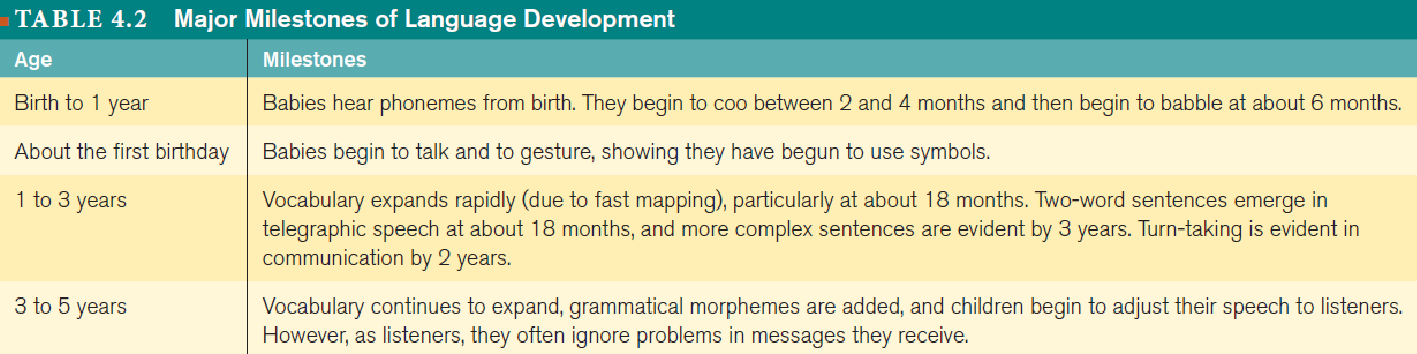 TABLE 4.2 Major Milestones of Language Development
Age Milestones
Birth to 1 year Babies hear phonemes from birth. They begin to coo between 2 and 4 months and then begin to babble at about 6 months.
About the first birthday Babies begin to talk and to gesture, showing they have begun to use symbols.
1 to 3 years Vocabulary expands rapidly (due to fast mapping), particularly at about 18 months. Two-word sentences emerge in
telegraphic speech at about 18 months, and more complex sentences are evident by 3 years. Turn-taking is evident in
communication by 2 years.
3 to 5 years Vocabulary continues to expand, grammatical morphemes are added, and children begin to adjust their speech to listeners.
However, as listeners, they often ignore problems in messages they receive.